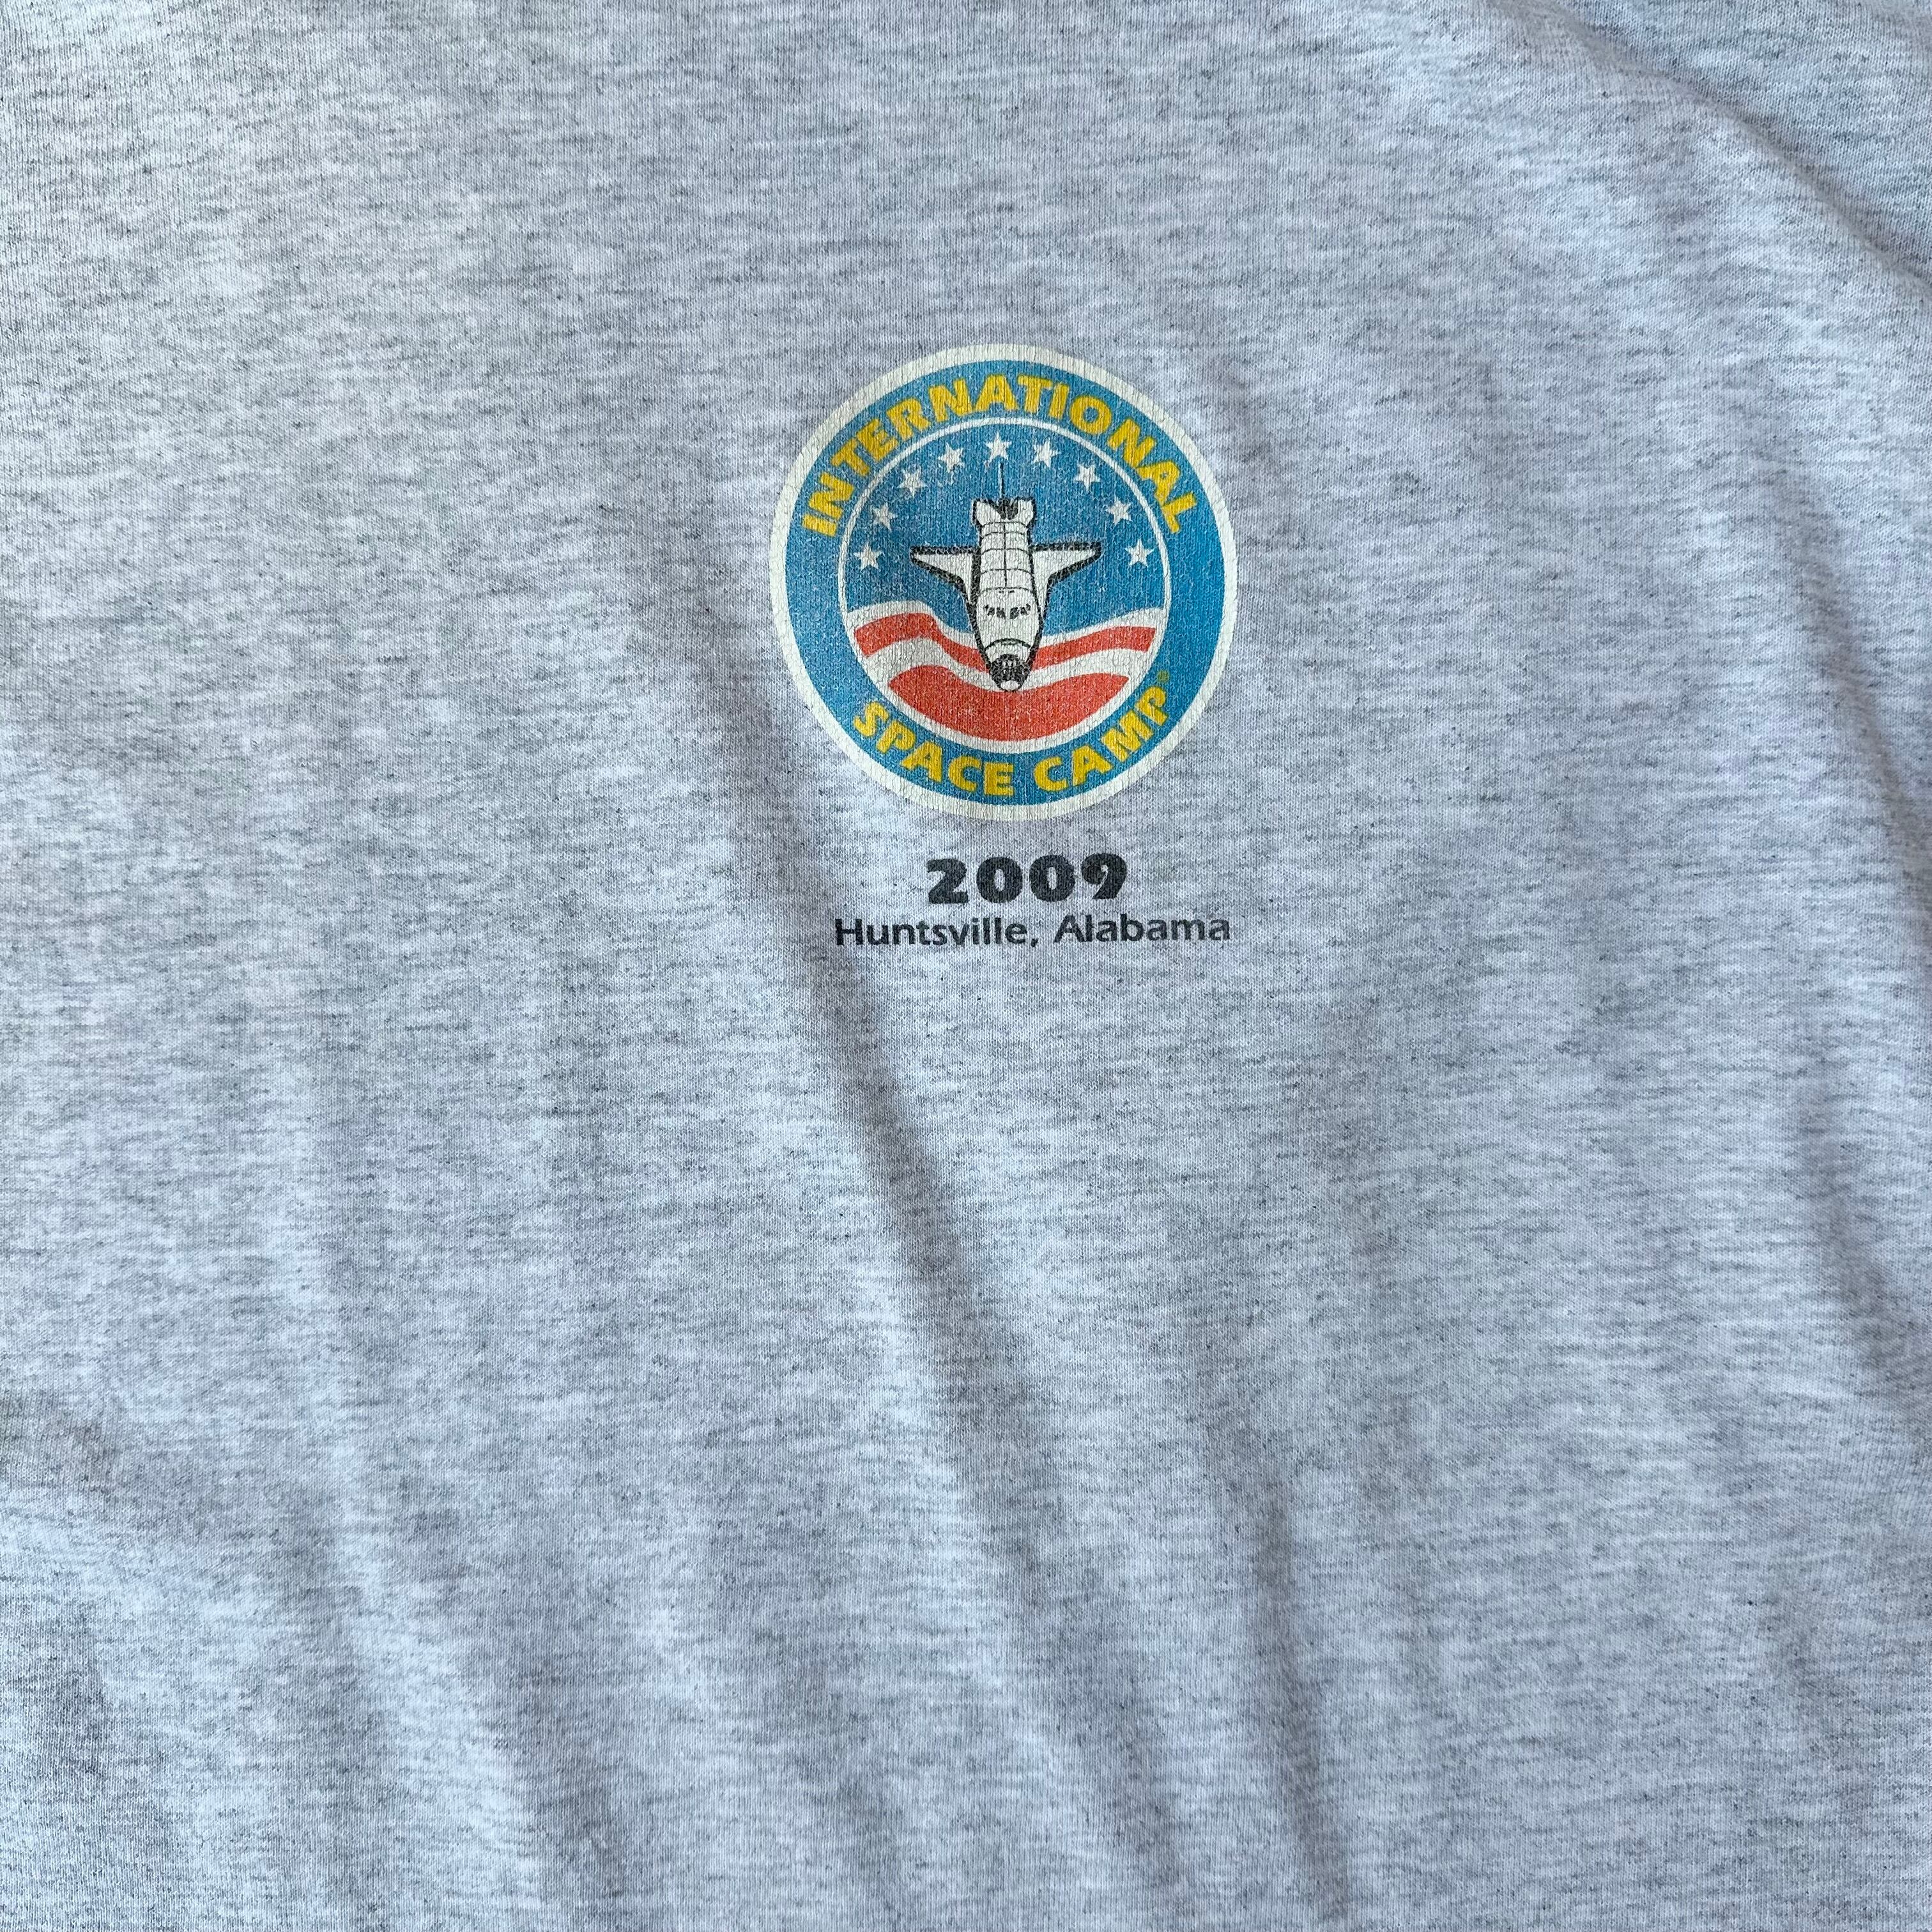 INTERNATIONAL
SPACE CAMP®
2009
Huntsville, Alabama